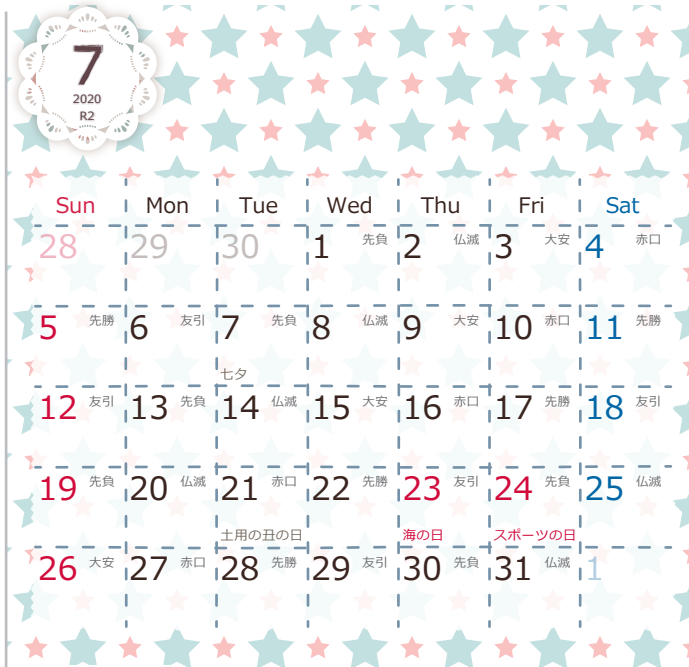 7
2020
R2
Sun Mon Tue Wed Thu Fri Sat
28 29 30 1 先負 2 仏滅 3 大安 4 赤口
5 先勝 6 友引 7 先負 8 仏滅 9 大安 10 赤口 11 先勝
七夕
12 友引 13 先負 14 仏滅 15 大安 16 赤口 17 先勝 18 友引
19 先負 20 仏滅 21 赤口 22 先勝 23 友引 24 先負 25 仏滅
土用の丑の日 海の日 スポーツの日
26 大安 27 赤口 28 先勝 29 友引 30 先負 31 仏滅 1